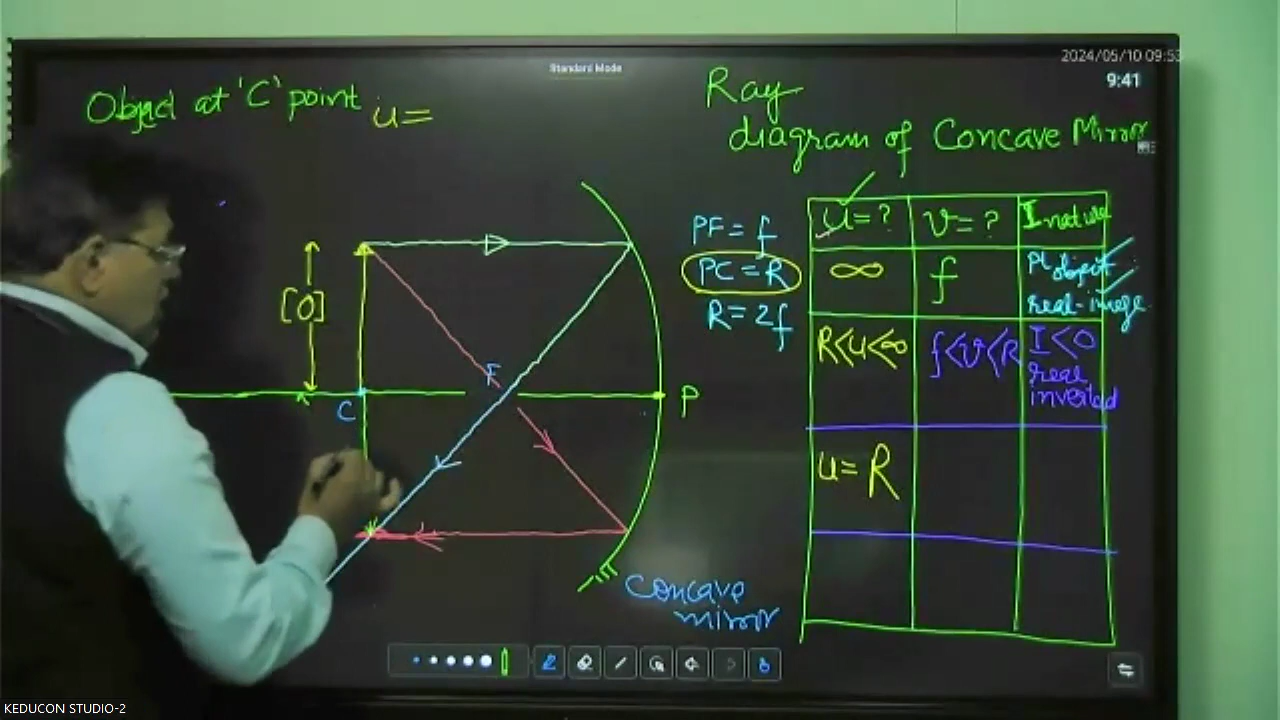 2024/05/10 09:53
Standard Mode
9:41
Object at 'C' point u=
Ray
diagram of Concave Mirror
[O]
F
C
P
PF = f
PC = R
R = 2f
u = ? v = ? I nature
∞ f Pt object
real-image
R<u<∞ f<v<R I<O
real
inverted
u = R
Concave
mirror
KEDUCON STUDIO-2